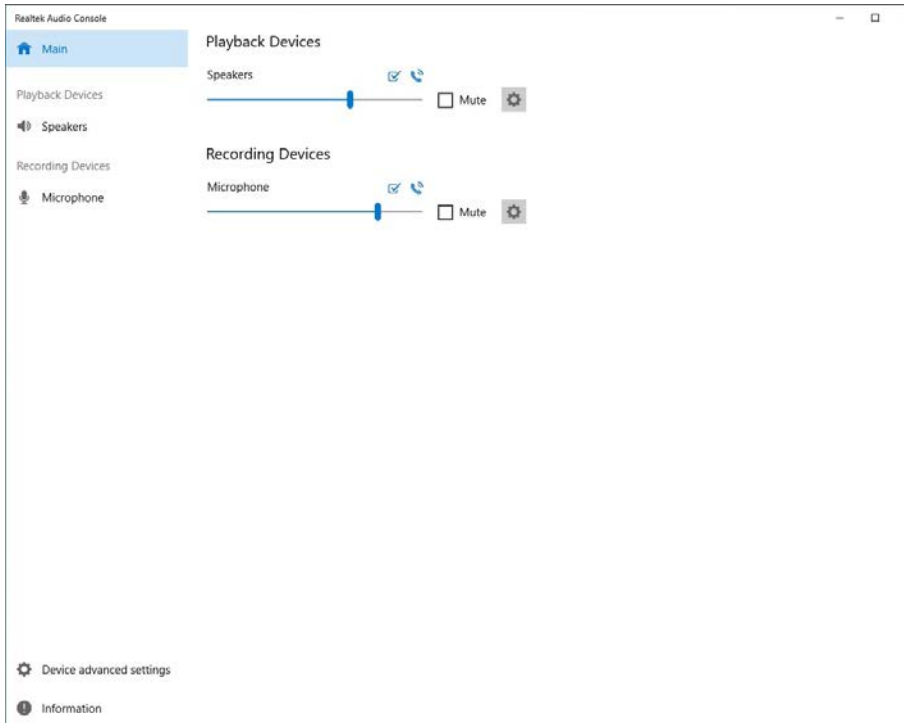 Realtek Audio Console
Main
Playback Devices
Speakers
Recording Devices
Microphone
Device advanced settings
Information
Playback Devices
Speakers
Mute
Recording Devices
Microphone
Mute